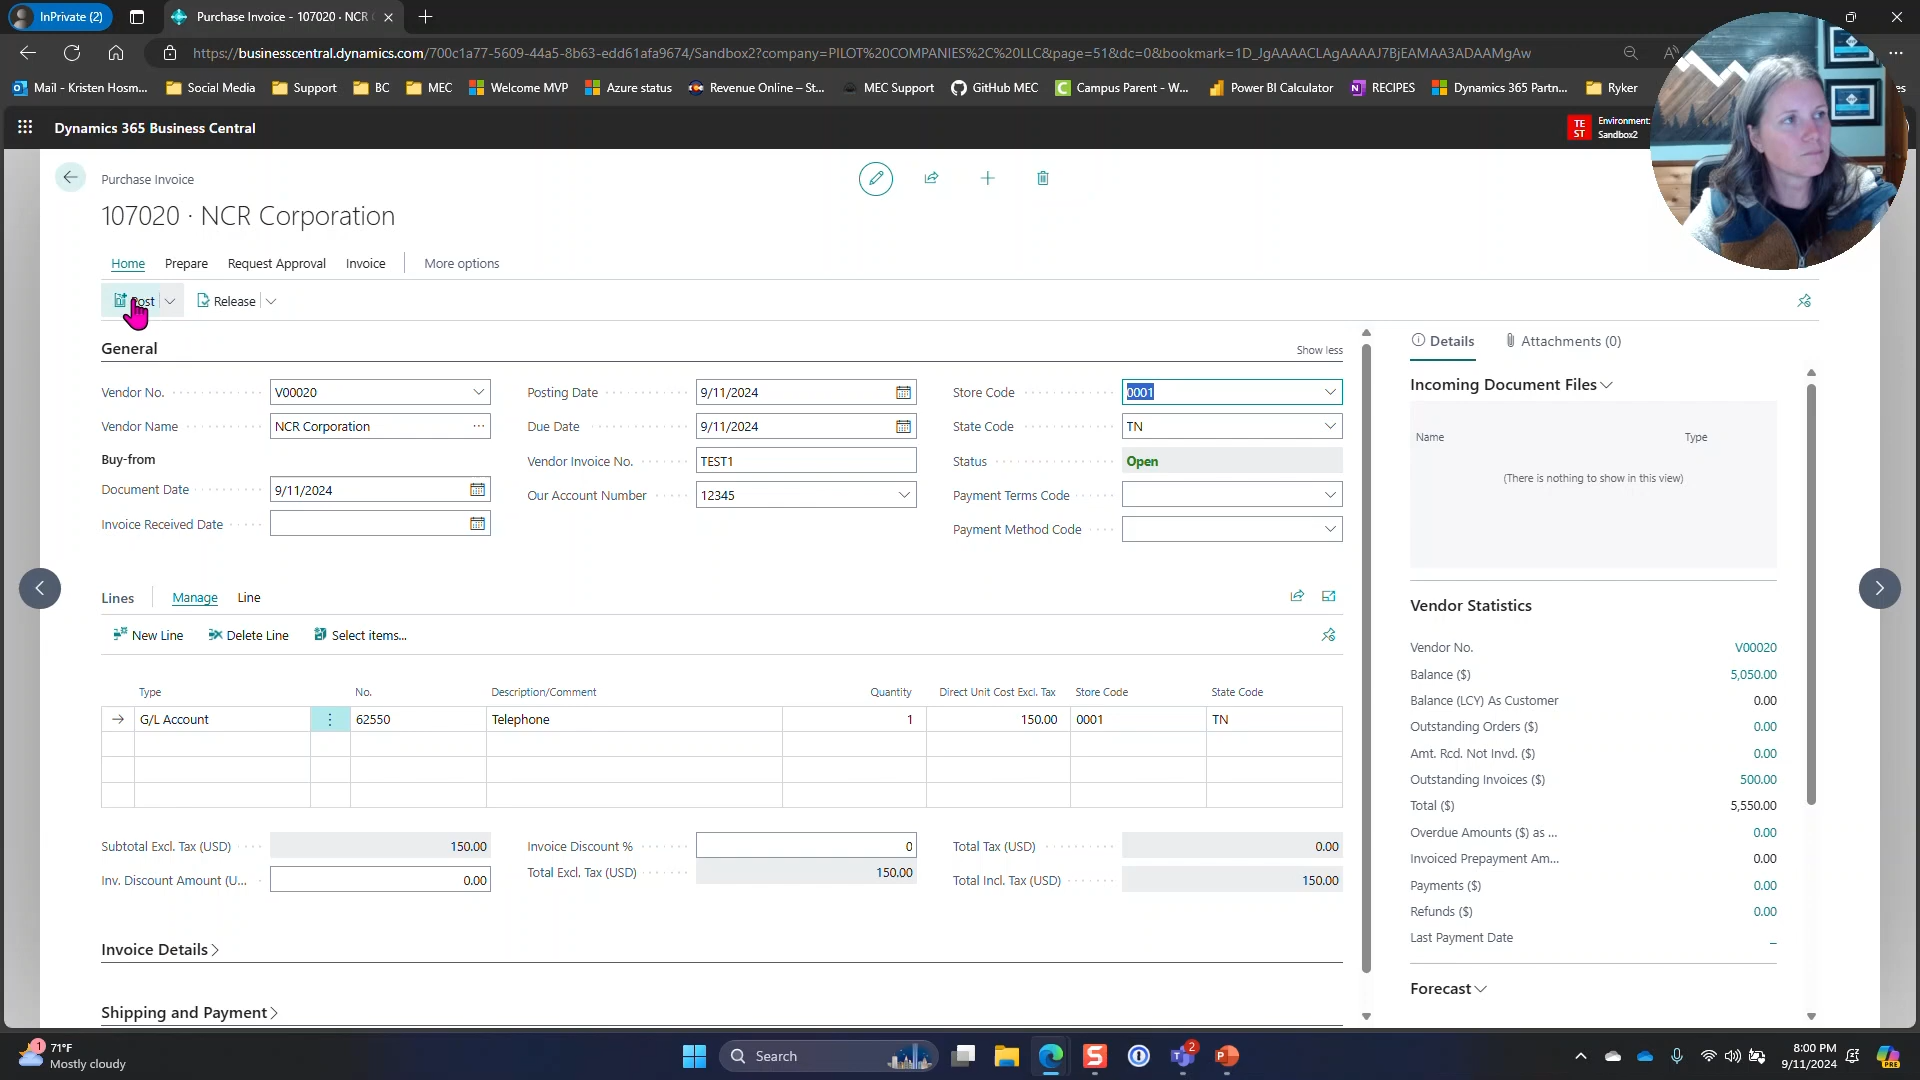 InPrivate (2)
Purchase Invoice - 107020 · NCR
https://businesscentral.dynamics.com/700c1a77-5609-44a5-8b63-edd61afa9674/Sandbox2?company=PILOT%20COMPANIES%2C%20LLC&page=51&dc=0&bookmark=1D_JgAAAACLAgAAAAJ7BjEAMAA3ADAAMgAw
Mail - Kristen Hosm...
Social Media
Support
BC
MEC
Welcome MVP
Azure status
Revenue Online – St...
MEC Support
GitHub MEC
Campus Parent - W...
Power BI Calculator
RECIPES
Dynamics 365 Partn...
Ryker
Dynamics 365 Business Central
TE
ST
Environment:
Sandbox2
Purchase Invoice
107020 · NCR Corporation
Home
Prepare
Request Approval
Invoice
More options
Post
Release
General
Show less
Vendor No.
V00020
Posting Date
9/11/2024
Store Code
0001
Vendor Name
NCR Corporation
Due Date
9/11/2024
State Code
TN
Buy-from
Vendor Invoice No.
TEST1
Status
Open
Document Date
9/11/2024
Our Account Number
12345
Payment Terms Code
Invoice Received Date
Payment Method Code
Lines
Manage
Line
New Line
Delete Line
Select items...
Type
No.
Description/Comment
Quantity
Direct Unit Cost Excl. Tax
Store Code
State Code
G/L Account
62550
Telephone
1
150.00
0001
TN
Subtotal Excl. Tax (USD)
150.00
Invoice Discount %
0
Total Tax (USD)
0.00
Inv. Discount Amount (U...
0.00
Total Excl. Tax (USD)
150.00
Total Incl. Tax (USD)
150.00
Invoice Details
Shipping and Payment
Details
Attachments (0)
Incoming Document Files
Name
Type
(There is nothing to show in this view)
Vendor Statistics
Vendor No.
V00020
Balance ($)
5,050.00
Balance (LCY) As Customer
0.00
Outstanding Orders ($)
0.00
Amt. Rcd. Not Invd. ($)
0.00
Outstanding Invoices ($)
500.00
Total ($)
5,550.00
Overdue Amounts ($) as ...
0.00
Invoiced Prepayment Am...
0.00
Payments ($)
0.00
Refunds ($)
0.00
Last Payment Date
_
Forecast
1
71°F
Mostly cloudy
Search
2
8:00 PM
9/11/2024
PRE